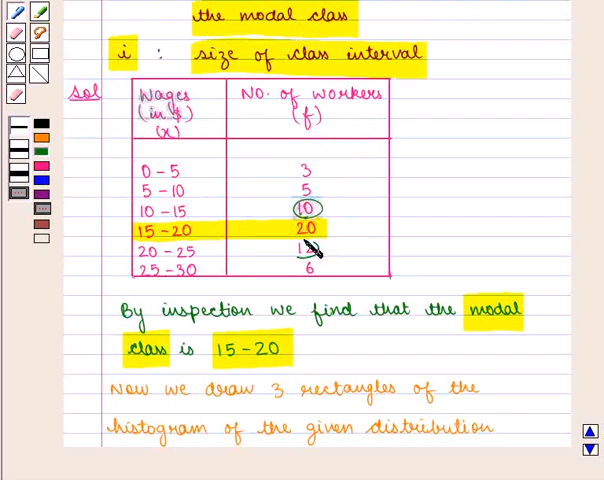 the modal class
i : size of class interval
Sol
Wages (in $) (x) No. of workers (f)
0 - 5 3
5 - 10 5
10 - 15 10
15 - 20 20
20 - 25 12
25 - 30 6
By inspection we find that the modal
class is 15 - 20
Now we draw 3 rectangles of the
histogram of the given distribution